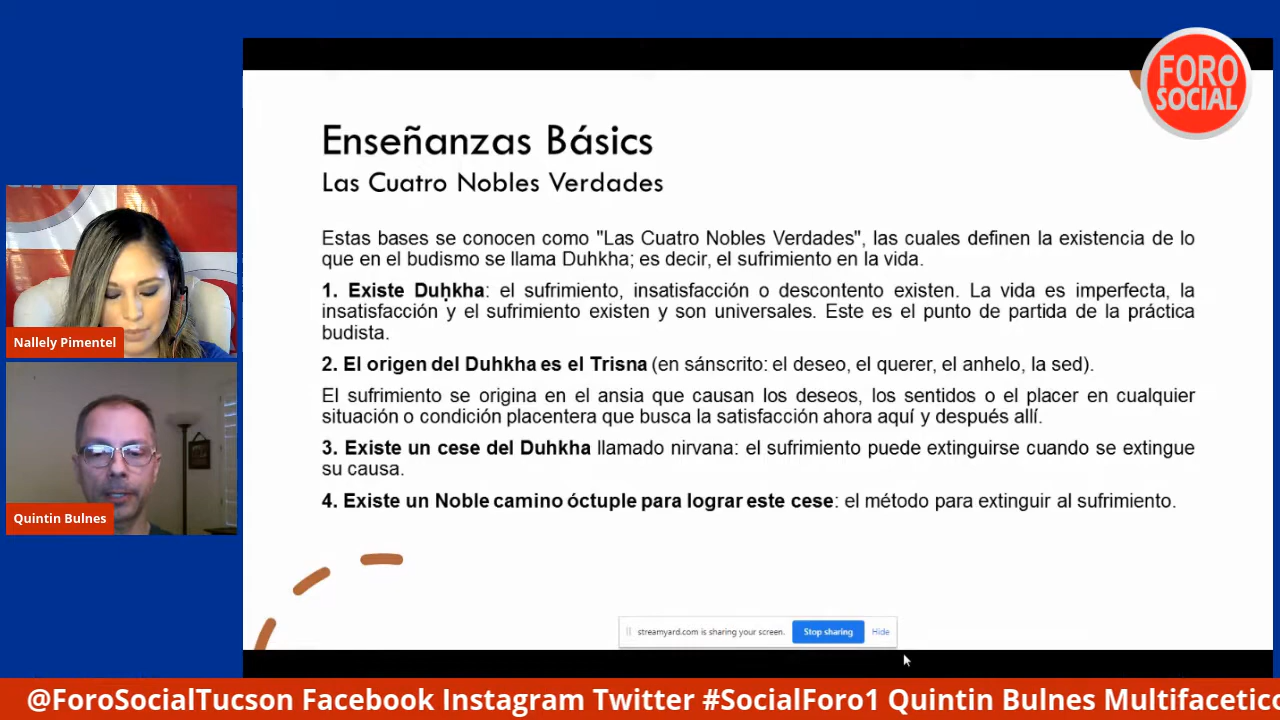 FORO
SOCIAL
Enseñanzas Básics
Las Cuatro Nobles Verdades
Estas bases se conocen como "Las Cuatro Nobles Verdades", las cuales definen la existencia de lo
que en el budismo se llama Duhkha; es decir, el sufrimiento en la vida.
1. Existe Duḥkha: el sufrimiento, insatisfacción o descontento existen. La vida es imperfecta, la
insatisfacción y el sufrimiento existen y son universales. Este es el punto de partida de la práctica
budista.
2. El origen del Duhkha es el Trisna (en sánscrito: el deseo, el querer, el anhelo, la sed).
El sufrimiento se origina en el ansia que causan los deseos, los sentidos o el placer en cualquier
situación o condición placentera que busca la satisfacción ahora aquí y después allí.
3. Existe un cese del Duhkha llamado nirvana: el sufrimiento puede extinguirse cuando se extingue
su causa.
4. Existe un Noble camino óctuple para lograr este cese: el método para extinguir al sufrimiento.
Nallely Pimentel
Quintin Bulnes
streamyard.com is sharing your screen. Stop sharing Hide
@ForoSocialTucson Facebook Instagram Twitter #SocialForo1 Quintin Bulnes Multifacetico